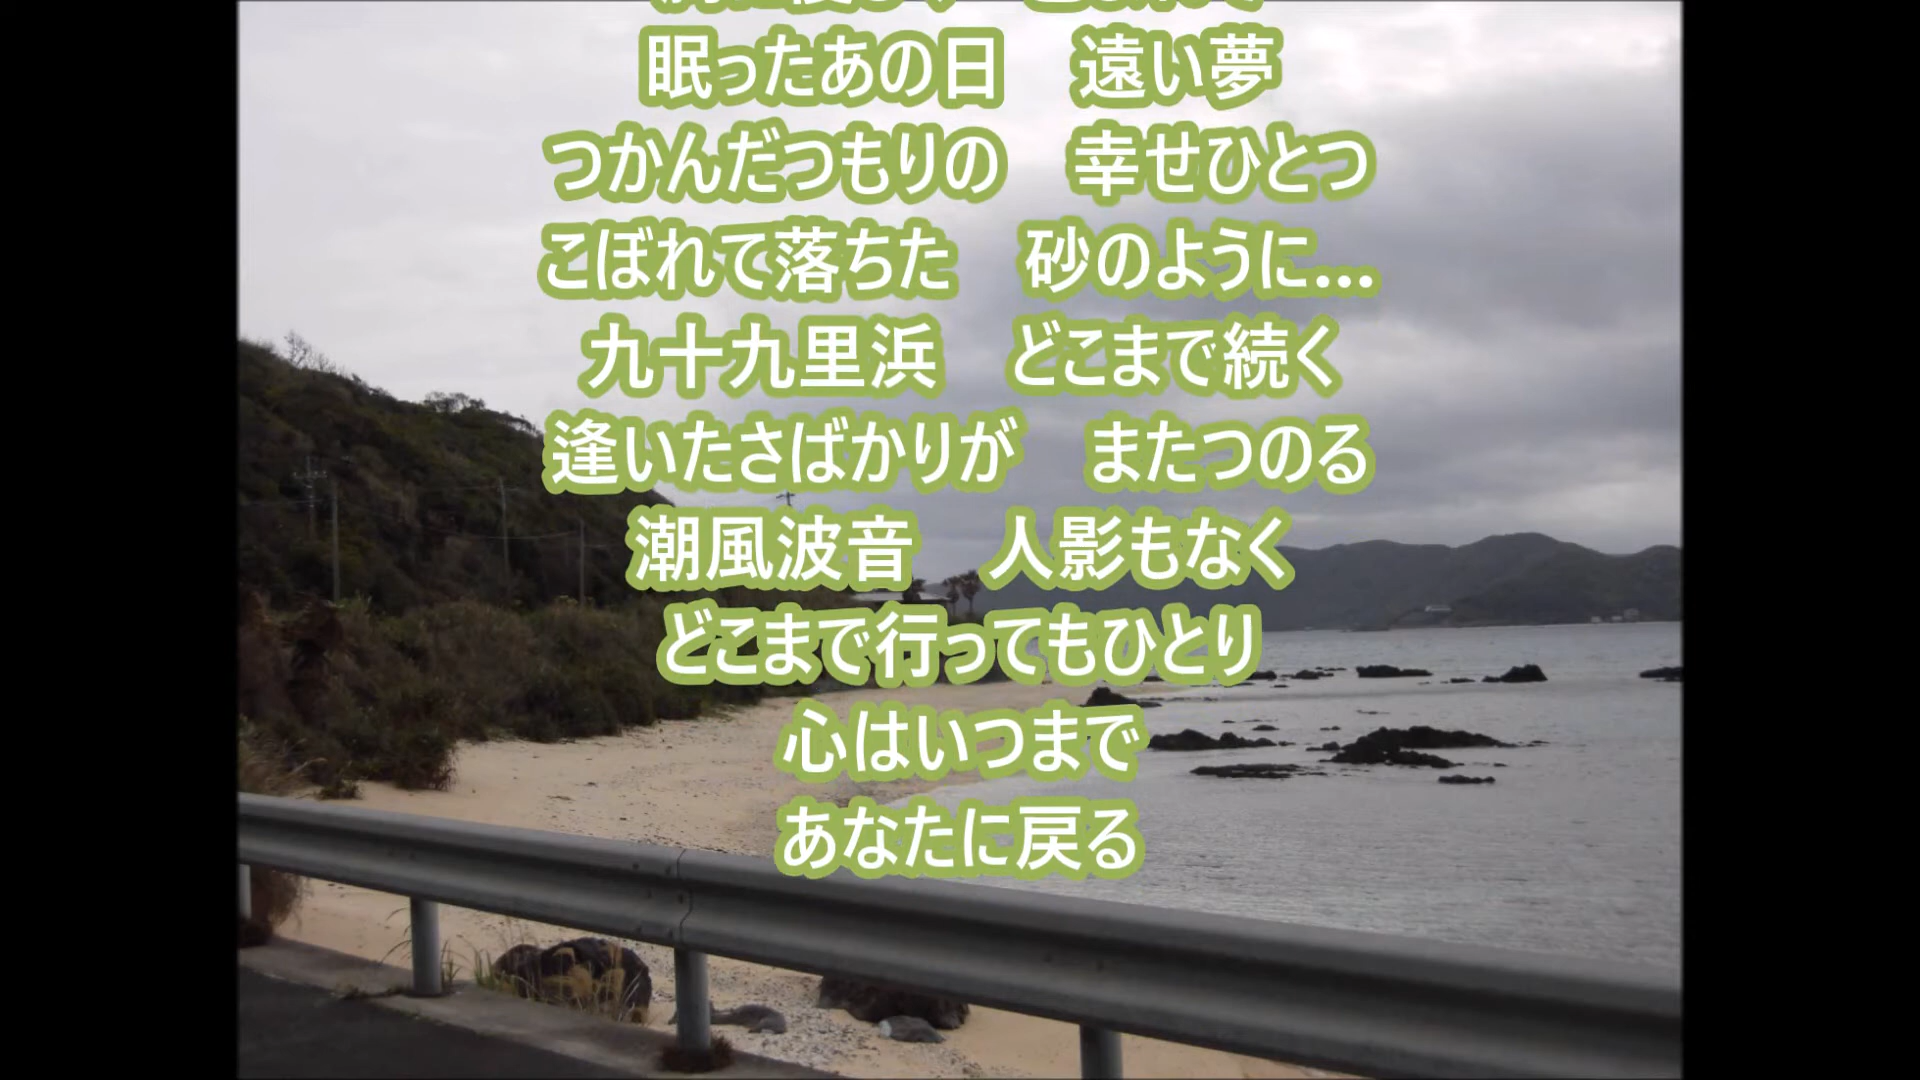 眠ったあの日　遠い夢
つかんだつもりの　幸せひとつ
こぼれて落ちた　砂のように…
九十九里浜　どこまで続く
逢いたさばかりが　またつのる
潮風波音　人影もなく
どこまで行ってもひとり
心はいつまで
あなたに戻る